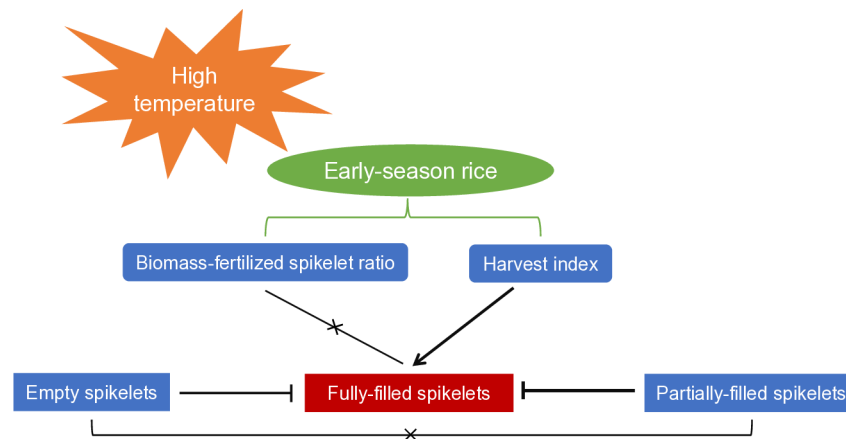 High
temperature
Early-season rice
Biomass-fertilized spikelet ratio
Harvest index
Empty spikelets
Fully-filled spikelets
Partially-filled spikelets